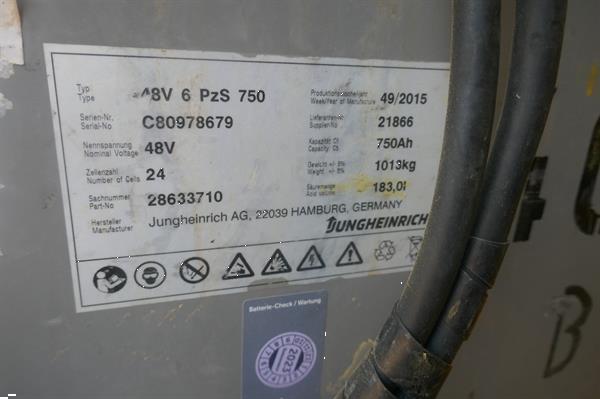 Typ
Type
48V 6 PzS 750
Produktionswoche/-jahr
Week/Year of Manufacture
49/2015
Serien-Nr.
Serial-No
C80978679
Lieferanten-Nr.
Supplier-No
21866
Nennspannung
Nominal Voltage
48V
Kapazität C5
Capacity C5
750Ah
Zellenzahl
Number of Cells
24
Gewicht +/- 5%
Weight +/- 5%
1013kg
Sachnummer
Part-No
28633710
Säuremenge
Acid volume
183,0l
Hersteller
Manufacturer
Jungheinrich AG, 22039 HAMBURG, GERMANY
JUNGHEINRICH
Batterie-Check / Wartung
2023
B